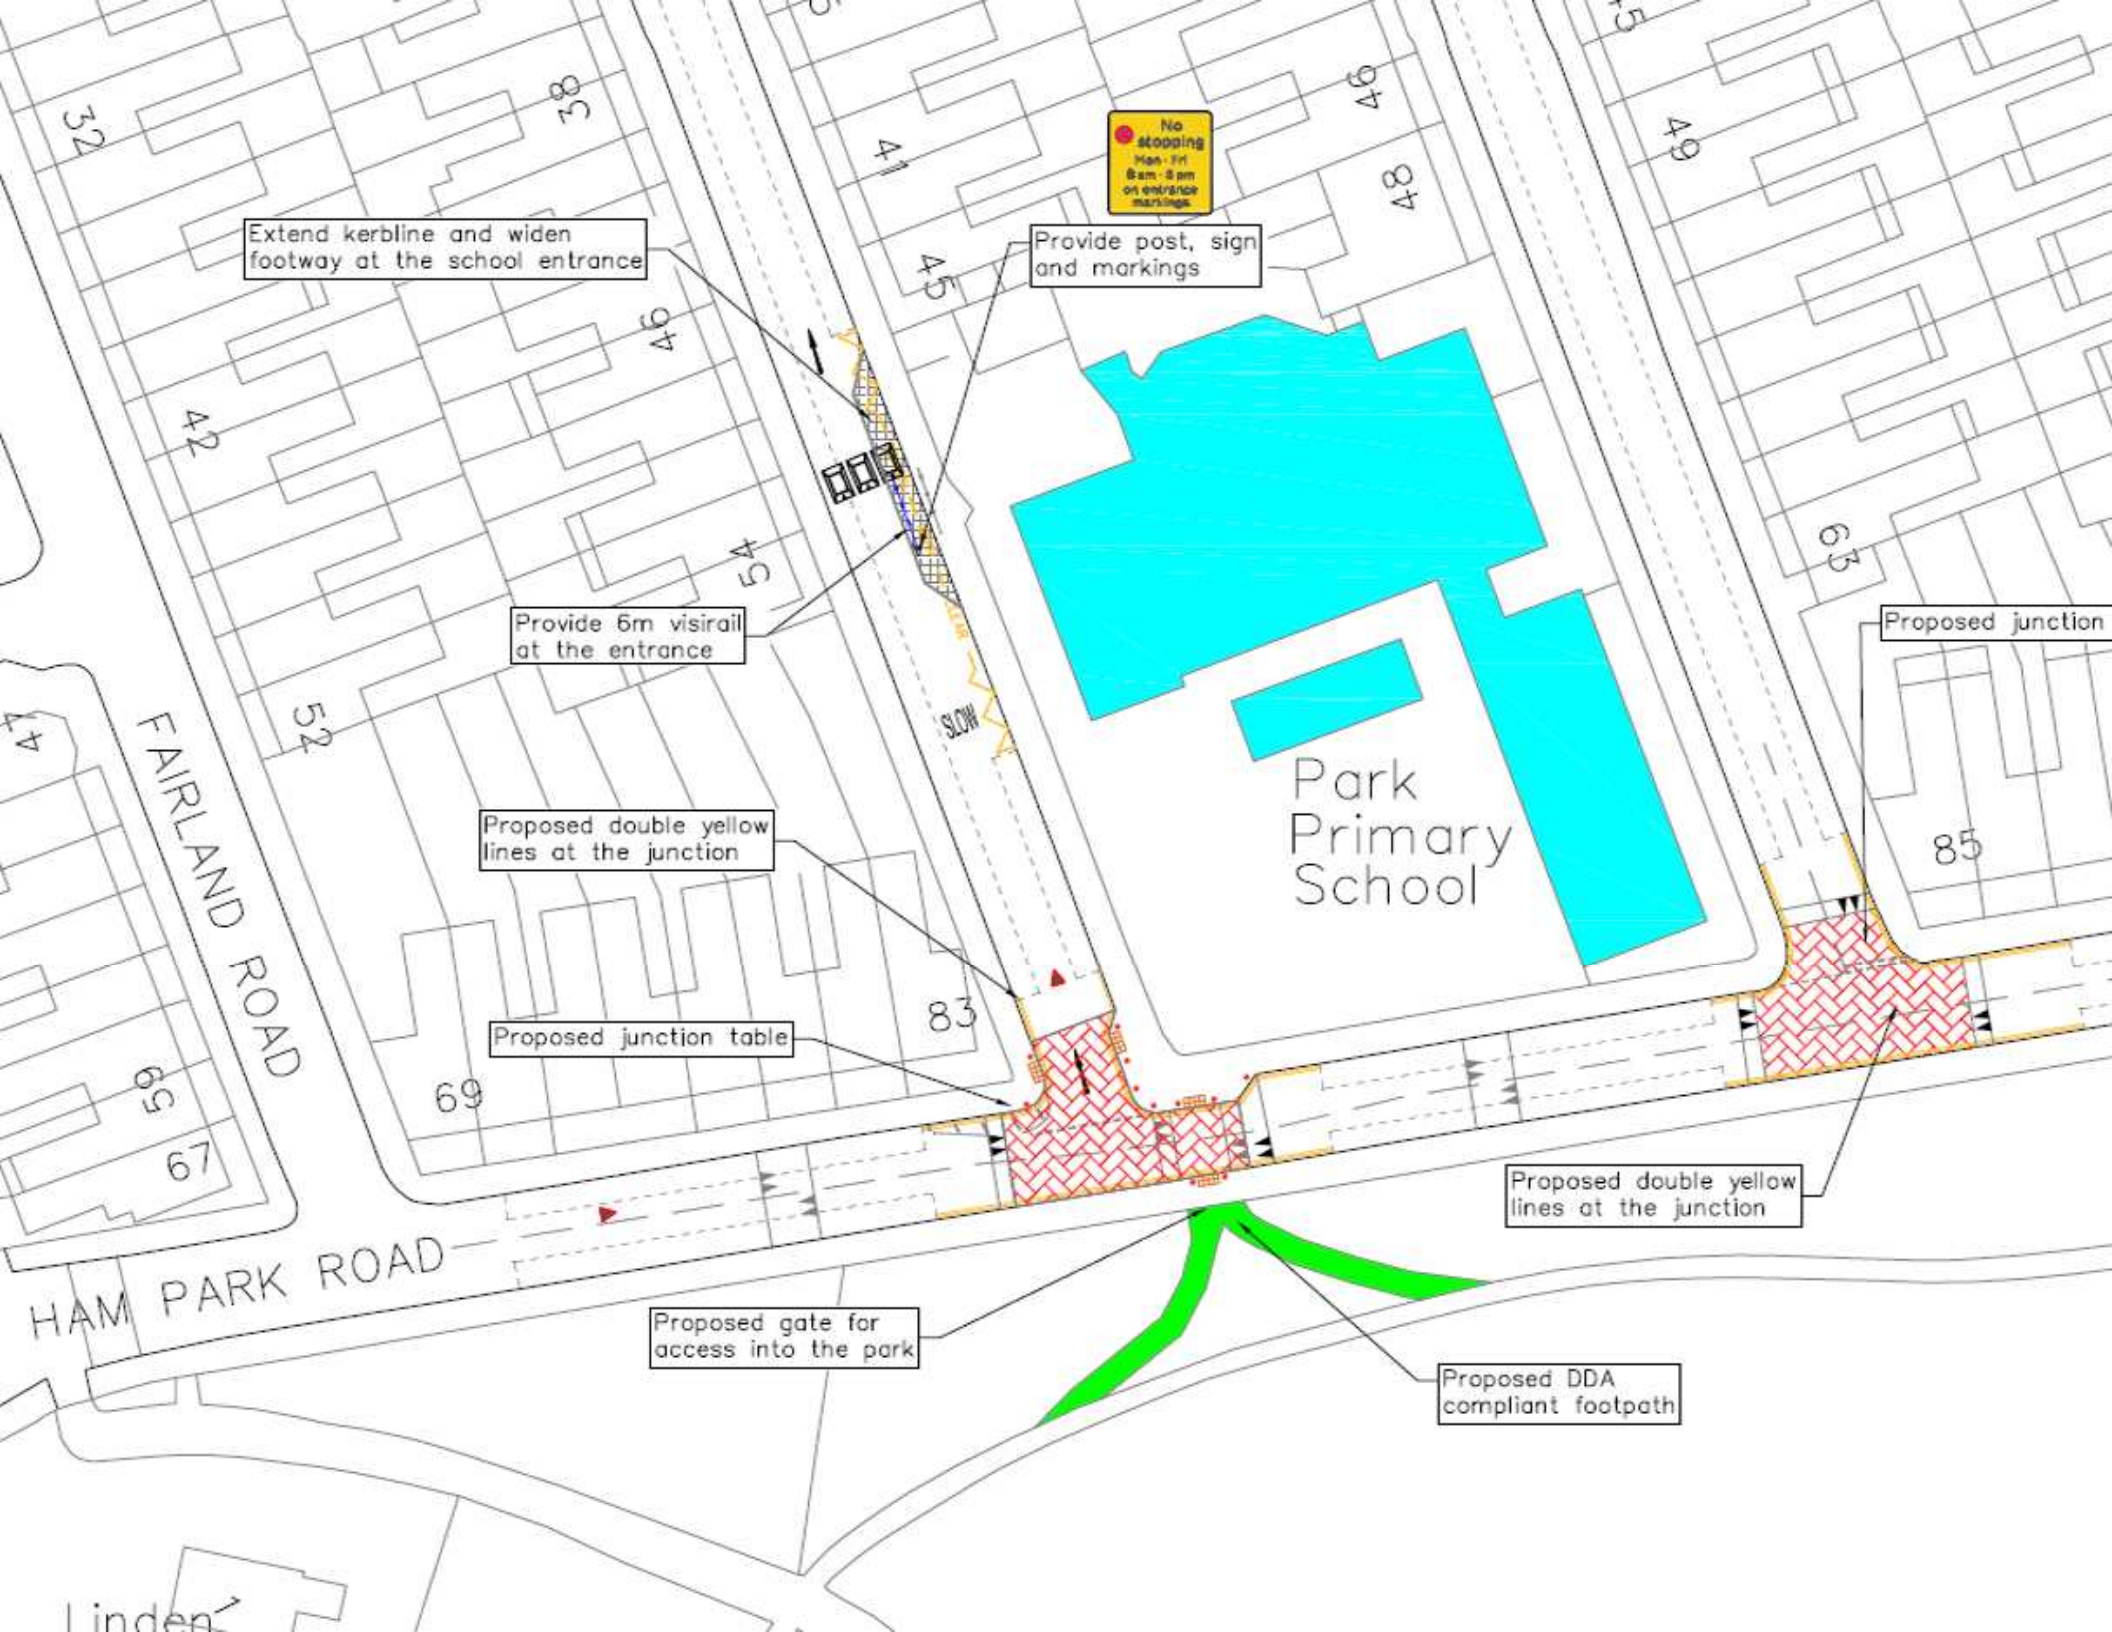 32
38
41
45
46
48
49
No
stopping
Mon - Fri
8am - 5pm
on entrance
markings
Extend kerbline and widen
footway at the school entrance
Provide post, sign
and markings
46
42
54
52
63
Provide 6m visirail
at the entrance
CLEAR
SLOW
Proposed junction
FAIRLAND ROAD
Park
Primary
School
Proposed double yellow
lines at the junction
85
83
Proposed junction table
69
59
67
HAM PARK ROAD
Proposed double yellow
lines at the junction
Proposed gate for
access into the park
Proposed DDA
compliant footpath
Linden
1